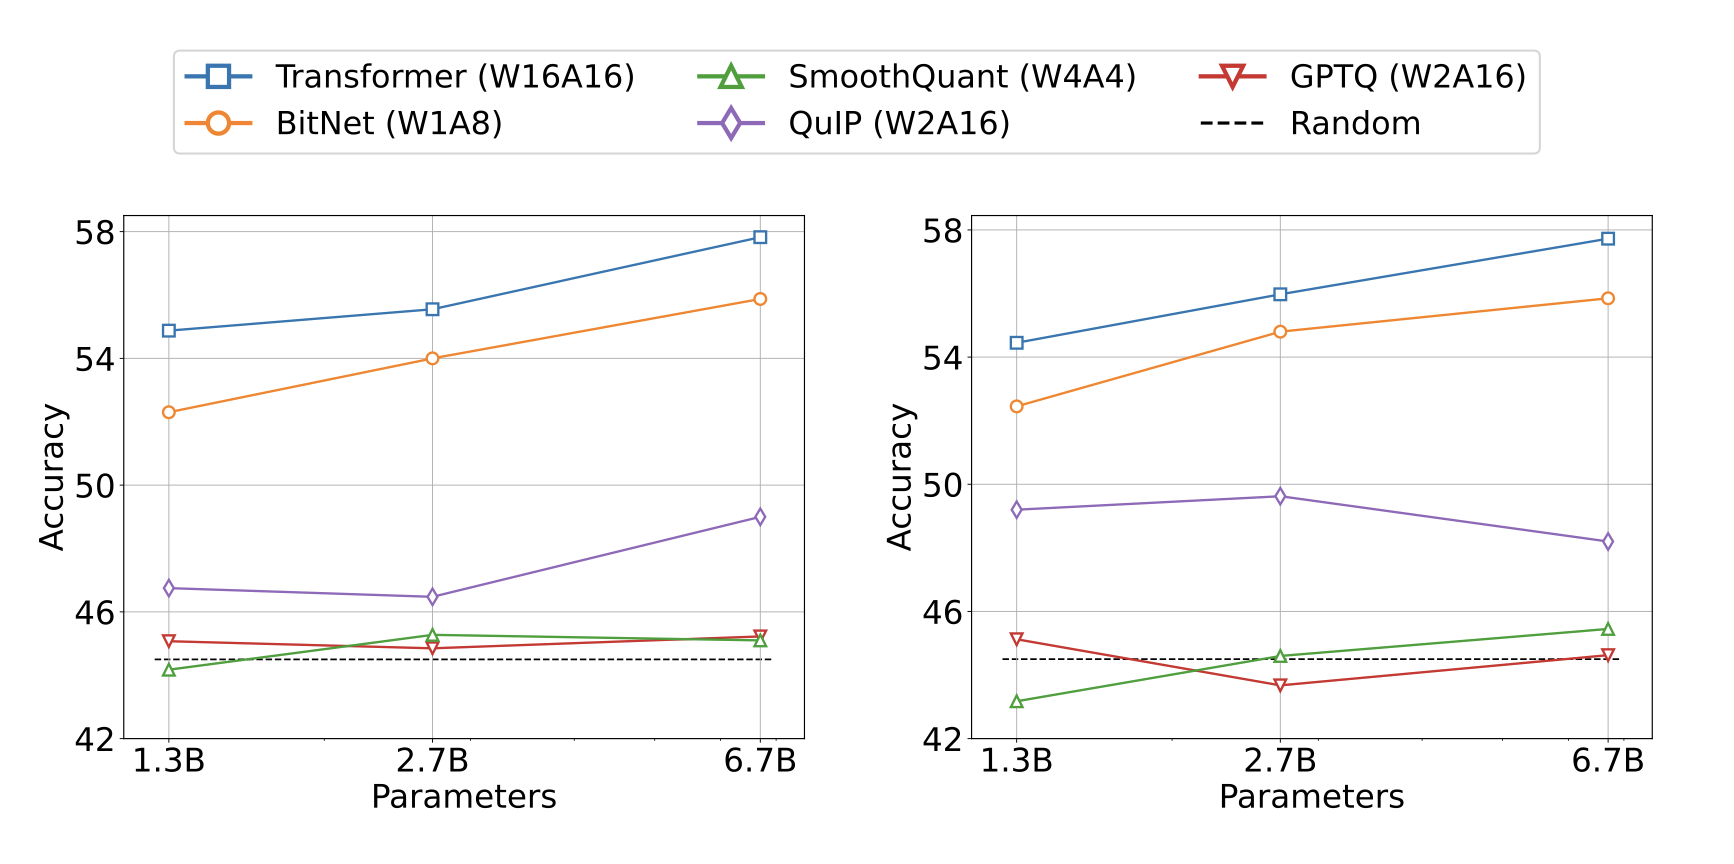 Transformer (W16A16) SmoothQuant (W4A4) GPTQ (W2A16)
BitNet (W1A8) QuIP (W2A16) Random
58
54
50
46
42
Accuracy
1.3B 2.7B 6.7B
Parameters
58
54
50
46
42
Accuracy
1.3B 2.7B 6.7B
Parameters